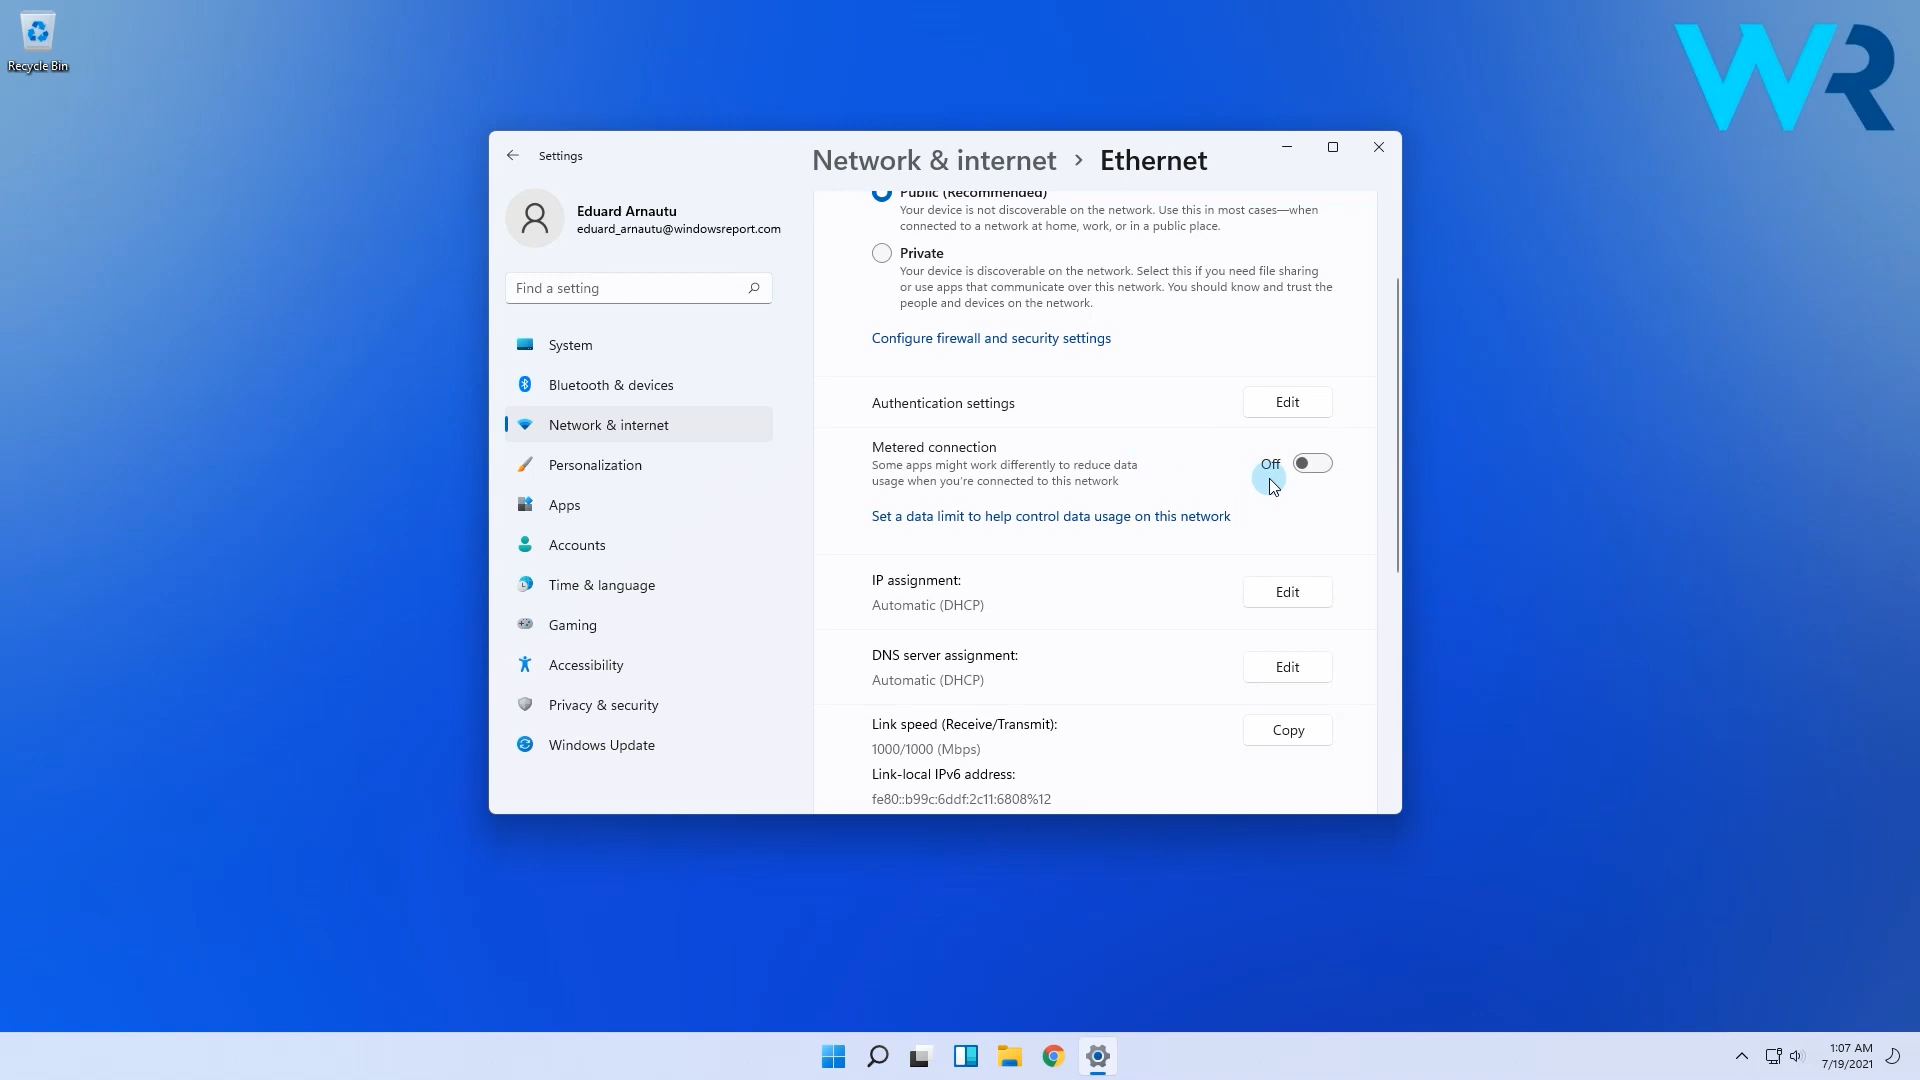 Recycle Bin
WR
Settings
Network & internet > Ethernet
Eduard Arnautu
eduard_arnautu@windowsreport.com
Find a setting
System
Bluetooth & devices
Network & internet
Personalization
Apps
Accounts
Time & language
Gaming
Accessibility
Privacy & security
Windows Update
Public (Recommended)
Your device is not discoverable on the network. Use this in most cases—when
connected to a network at home, work, or in a public place.
Private
Your device is discoverable on the network. Select this if you need file sharing
or use apps that communicate over this network. You should know and trust the
people and devices on the network.
Configure firewall and security settings
Authentication settings
Edit
Metered connection
Some apps might work differently to reduce data
usage when you're connected to this network
Off
Set a data limit to help control data usage on this network
IP assignment:
Automatic (DHCP)
Edit
DNS server assignment:
Automatic (DHCP)
Edit
Link speed (Receive/Transmit):
1000/1000 (Mbps)
Copy
Link-local IPv6 address:
fe80::b99c:6ddf:2c11:6808%12
1:07 AM
7/19/2021